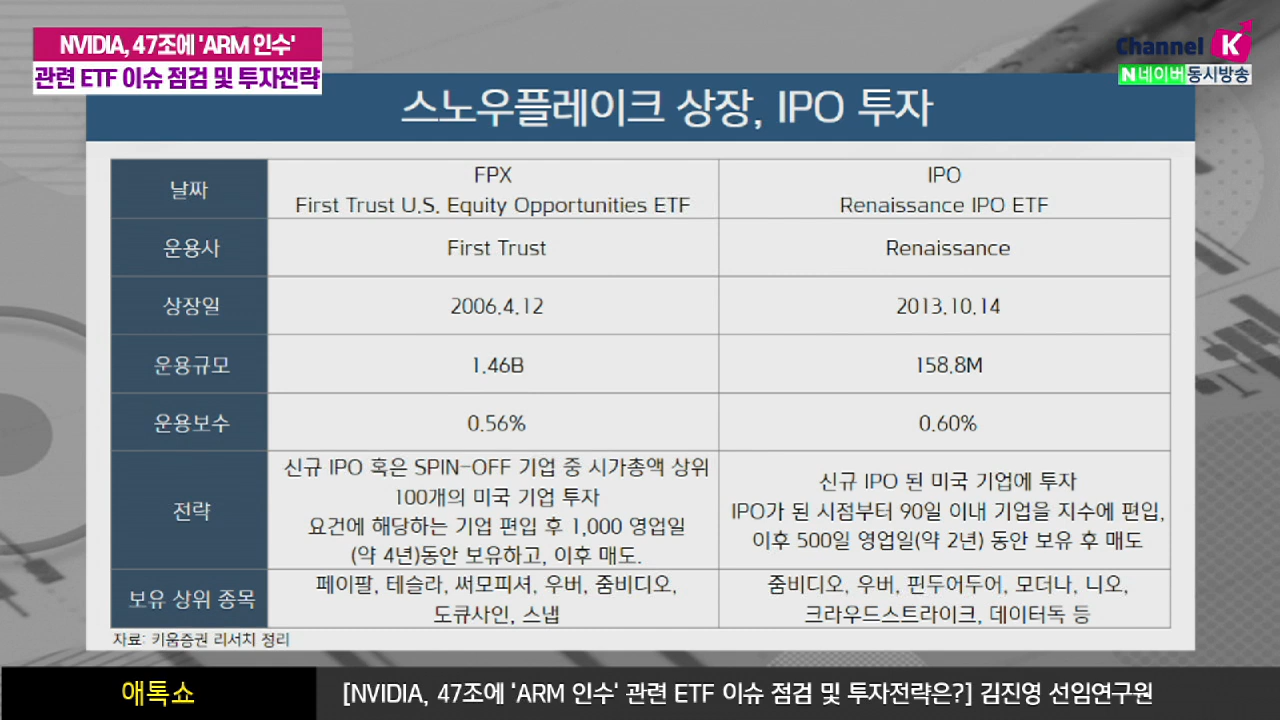 NVIDIA, 47조에 'ARM 인수'
관련 ETF 이슈 점검 및 투자전략
Channel K
N 네이버 동시방송
스노우플레이크 상장, IPO 투자
날짜
FPX
First Trust U.S. Equity Opportunities ETF
IPO
Renaissance IPO ETF
운용사
First Trust
Renaissance
상장일
2006.4.12
2013.10.14
운용규모
1.46B
158.8M
운용보수
0.56%
0.60%
전략
신규 IPO 혹은 SPIN-OFF 기업 중 시가총액 상위
100개의 미국 기업 투자
요건에 해당하는 기업 편입 후 1,000 영업일
(약 4년)동안 보유하고, 이후 매도.
신규 IPO 된 미국 기업에 투자
IPO가 된 시점부터 90일 이내 기업을 지수에 편입,
이후 500일 영업일(약 2년) 동안 보유 후 매도
보유 상위 종목
페이팔, 테슬라, 써모피셔, 우버, 줌비디오,
도큐사인, 스냅
줌비디오, 우버, 핀두어두어, 모더나, 니오,
크라우드스트라이크, 데이터독 등
자료: 키움증권 리서치 정리
애톡쇼
[NVIDIA, 47조에 'ARM 인수' 관련 ETF 이슈 점검 및 투자전략은?] 김진영 선임연구원